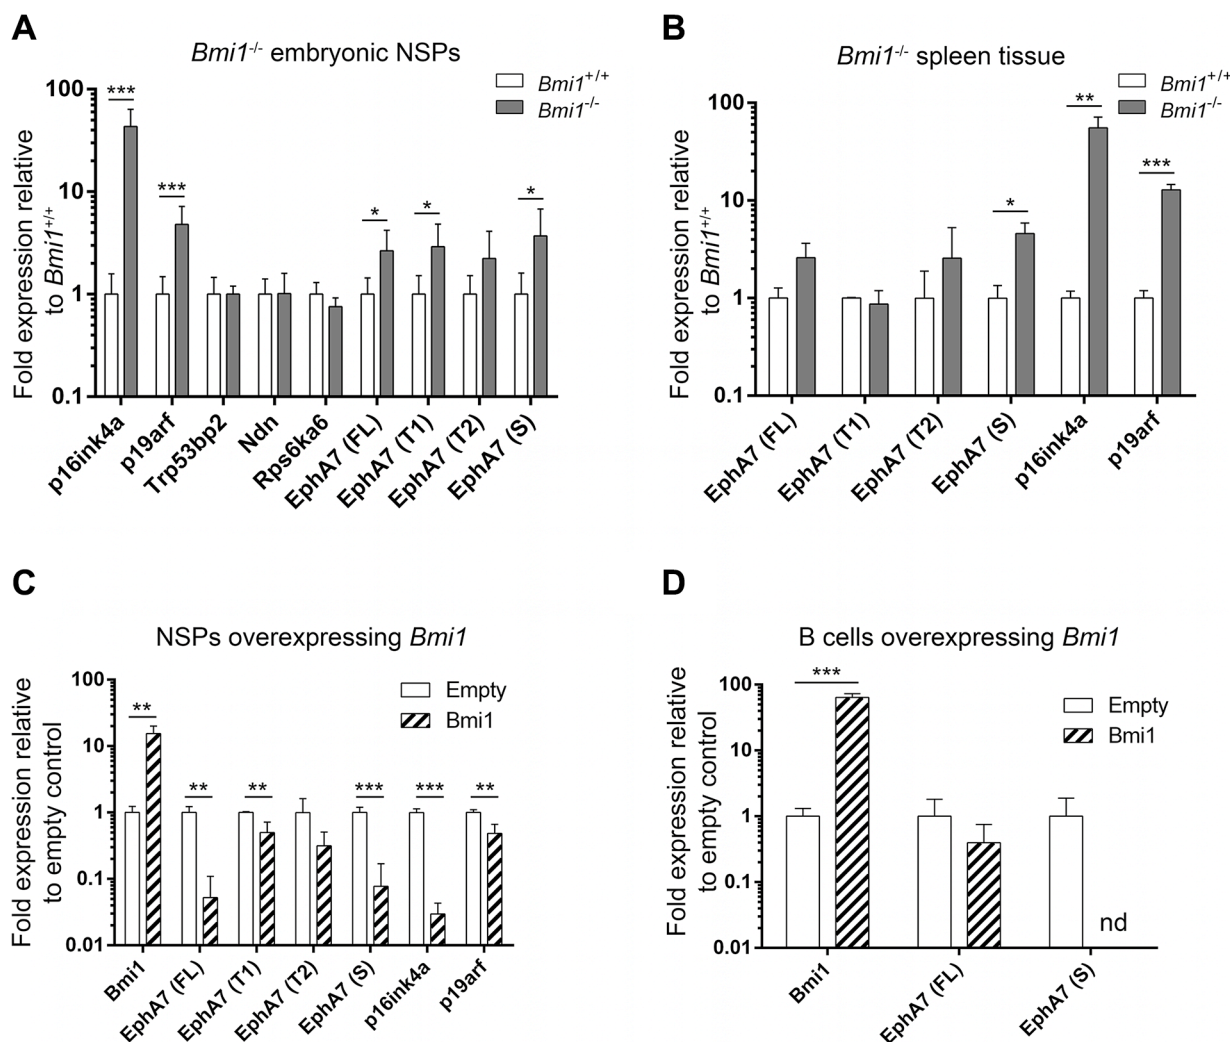 A
Bmi1-/- embryonic NSPs
Bmi1+/+
Bmi1-/-
Fold expression relative
to Bmi1+/+
100
10
1
0.1
***
***
*
*
*
p16ink4a
p19arf
Trp53bp2
Ndn
Rps6ka6
EphA7 (FL)
EphA7 (T1)
EphA7 (T2)
EphA7 (S)
B
Bmi1-/- spleen tissue
Bmi1+/+
Bmi1-/-
Fold expression relative
to Bmi1+/+
100
10
1
0.1
*
**
***
EphA7 (FL)
EphA7 (T1)
EphA7 (T2)
EphA7 (S)
p16ink4a
p19arf
C
NSPs overexpressing Bmi1
Empty
Bmi1
Fold expression relative
to empty control
100
10
1
0.1
0.01
**
**
**
***
***
**
Bmi1
EphA7 (FL)
EphA7 (T1)
EphA7 (T2)
EphA7 (S)
p16ink4a
p19arf
D
B cells overexpressing Bmi1
Empty
Bmi1
Fold expression relative
to empty control
100
10
1
0.1
0.01
***
nd
Bmi1
EphA7 (FL)
EphA7 (S)